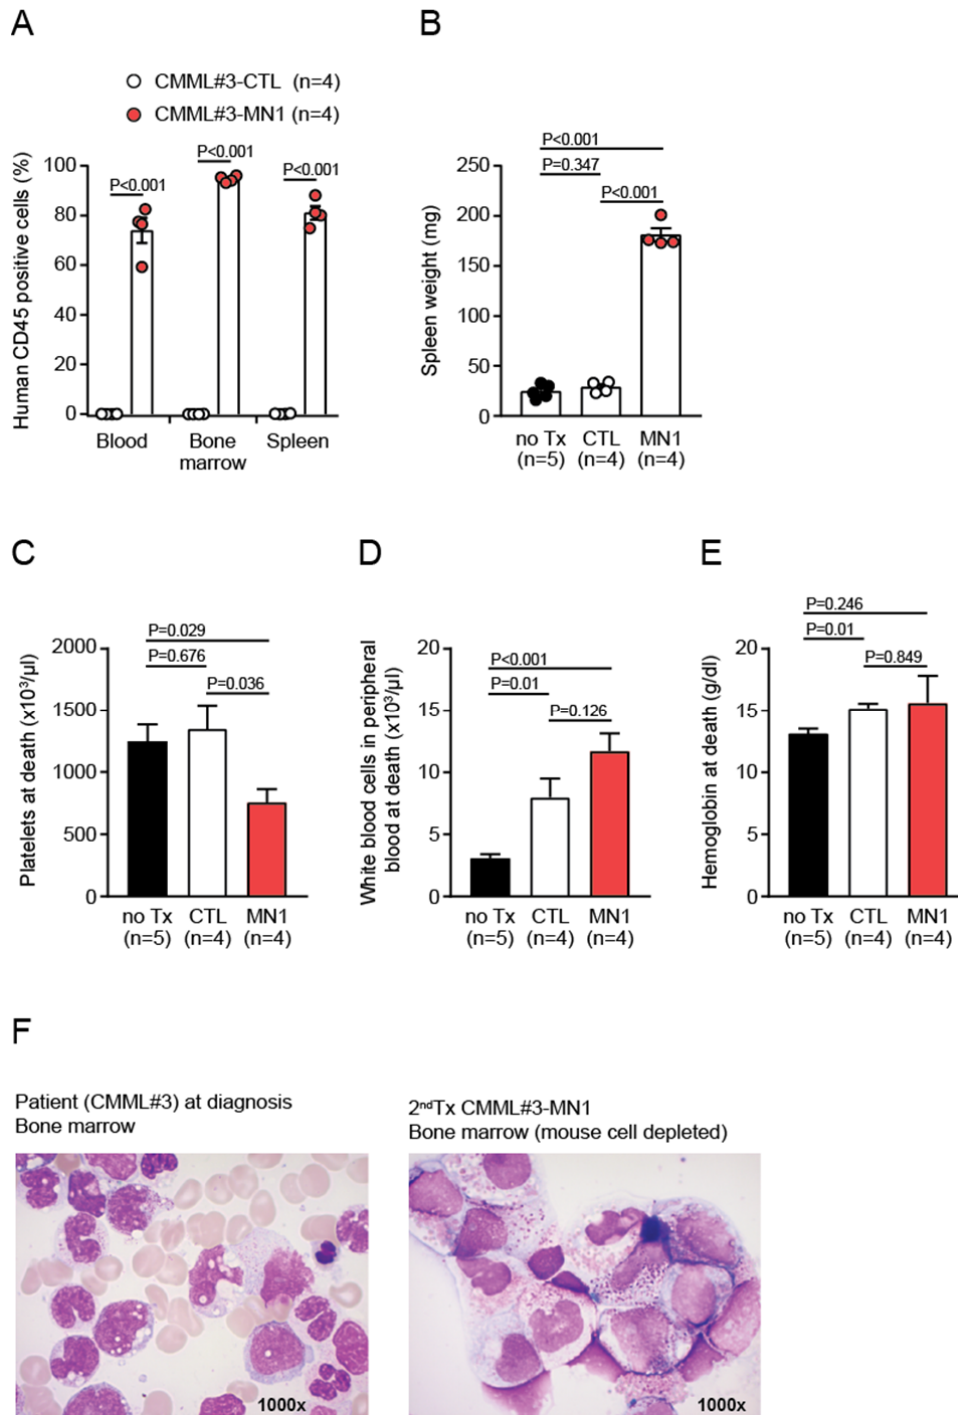 A
CMML#3-CTL (n=4)
CMML#3-MN1 (n=4)
Human CD45 positive cells (%)
100
80
60
40
20
0
P<0.001
P<0.001
P<0.001
Blood
Bone
marrow
Spleen
B
Spleen weight (mg)
250
200
150
100
50
0
P<0.001
P=0.347
P<0.001
no Tx
(n=5)
CTL
(n=4)
MN1
(n=4)
C
Platelets at death (x10³/µl)
2000
1500
1000
500
0
P=0.029
P=0.676
P=0.036
no Tx
(n=5)
CTL
(n=4)
MN1
(n=4)
D
White blood cells in peripheral
blood at death (x10³/µl)
20
15
10
5
0
P<0.001
P=0.01
P=0.126
no Tx
(n=5)
CTL
(n=4)
MN1
(n=4)
E
Hemoglobin at death (g/dl)
20
15
10
5
0
P=0.246
P=0.01
P=0.849
no Tx
(n=5)
CTL
(n=4)
MN1
(n=4)
F
Patient (CMML#3) at diagnosis
Bone marrow
1000x
2ndTx CMML#3-MN1
Bone marrow (mouse cell depleted)
1000x